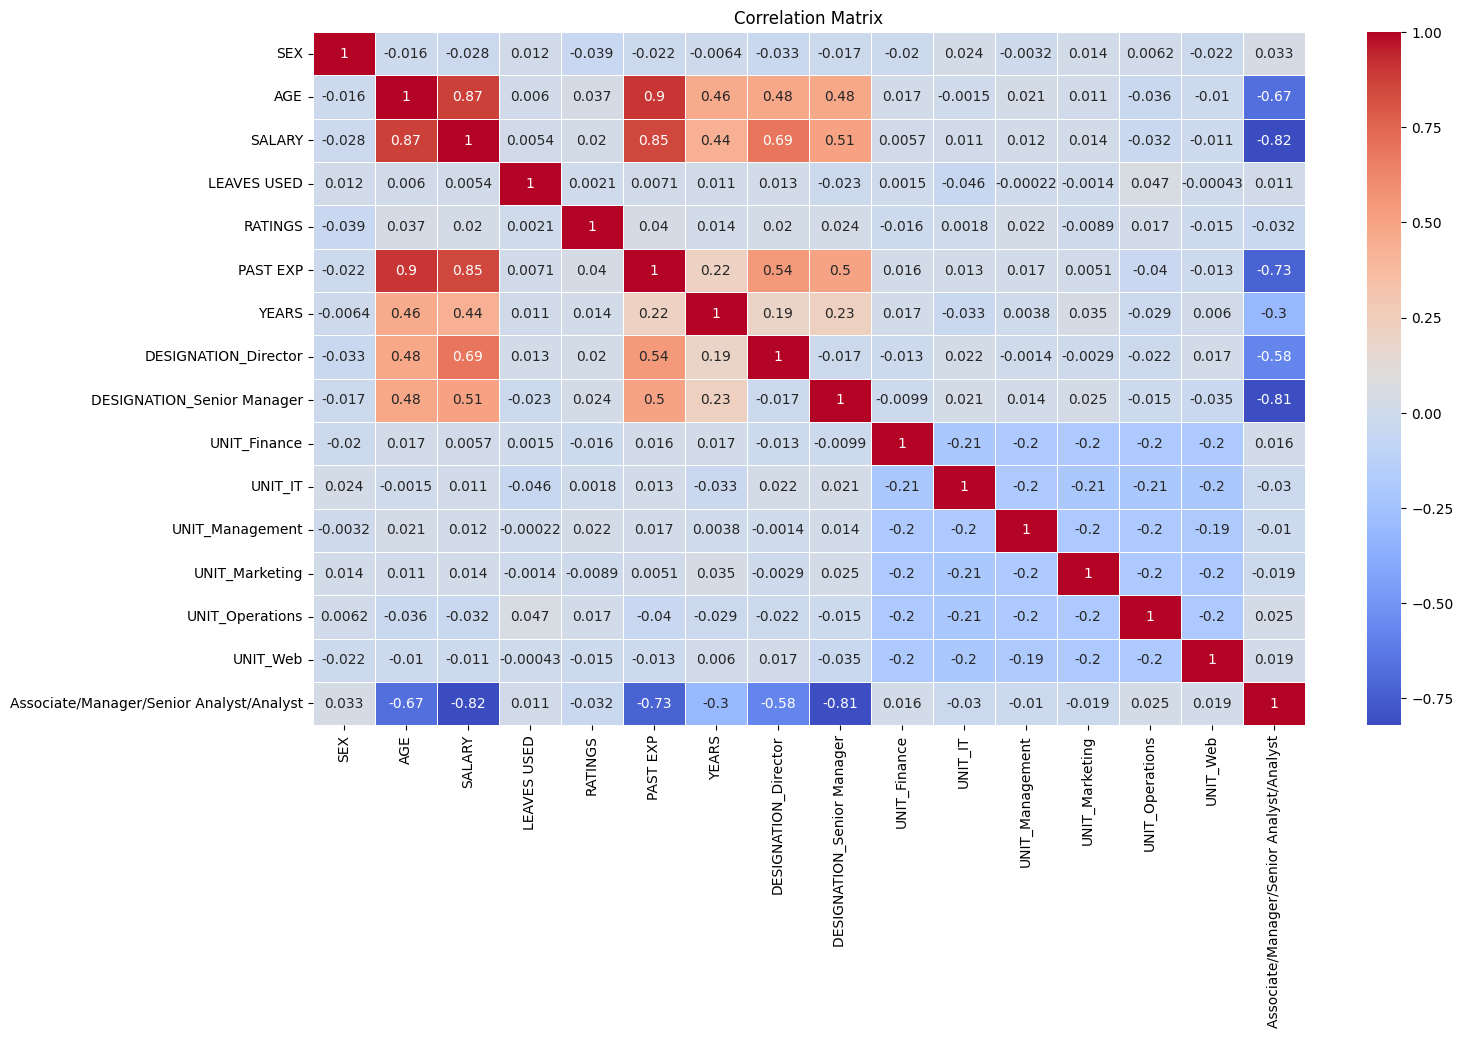 Correlation Matrix
SEX 1 -0.016 -0.028 0.012 -0.039 -0.022 -0.0064 -0.033 -0.017 -0.02 0.024 -0.0032 0.014 0.0062 -0.022 0.033
AGE -0.016 1 0.87 0.006 0.037 0.9 0.46 0.48 0.48 0.017 -0.0015 0.021 0.011 -0.036 -0.01 -0.67
SALARY -0.028 0.87 1 0.0054 0.02 0.85 0.44 0.69 0.51 0.0057 0.011 0.012 0.014 -0.032 -0.011 -0.82
LEAVES USED 0.012 0.006 0.0054 1 0.0021 0.0071 0.011 0.013 -0.023 0.0015 -0.046 -0.00022 -0.0014 0.047 -0.00043 0.011
RATINGS -0.039 0.037 0.02 0.0021 1 0.04 0.014 0.02 0.024 -0.016 0.0018 0.022 -0.0089 0.017 -0.015 -0.032
PAST EXP -0.022 0.9 0.85 0.0071 0.04 1 0.22 0.54 0.5 0.016 0.013 0.017 0.0051 -0.04 -0.013 -0.73
YEARS -0.0064 0.46 0.44 0.011 0.014 0.22 1 0.19 0.23 0.017 -0.033 0.0038 0.035 -0.029 0.006 -0.3
DESIGNATION_Director -0.033 0.48 0.69 0.013 0.02 0.54 0.19 1 -0.017 -0.013 0.022 -0.0014 -0.0029 -0.022 0.017 -0.58
DESIGNATION_Senior Manager -0.017 0.48 0.51 -0.023 0.024 0.5 0.23 -0.017 1 -0.0099 0.021 0.014 0.025 -0.015 -0.035 -0.81
UNIT_Finance -0.02 0.017 0.0057 0.0015 -0.016 0.016 0.017 -0.013 -0.0099 1 -0.21 -0.2 -0.2 -0.2 -0.2 0.016
UNIT_IT 0.024 -0.0015 0.011 -0.046 0.0018 0.013 -0.033 0.022 0.021 -0.21 1 -0.2 -0.21 -0.21 -0.2 -0.03
UNIT_Management -0.0032 0.021 0.012 -0.00022 0.022 0.017 0.0038 -0.0014 0.014 -0.2 -0.2 1 -0.2 -0.2 -0.19 -0.01
UNIT_Marketing 0.014 0.011 0.014 -0.0014 -0.0089 0.0051 0.035 -0.0029 0.025 -0.2 -0.21 -0.2 1 -0.2 -0.2 -0.019
UNIT_Operations 0.0062 -0.036 -0.032 0.047 0.017 -0.04 -0.029 -0.022 -0.015 -0.2 -0.21 -0.2 -0.2 1 -0.2 0.025
UNIT_Web -0.022 -0.01 -0.011 -0.00043 -0.015 -0.013 0.006 0.017 -0.035 -0.2 -0.2 -0.19 -0.2 -0.2 1 0.019
Associate/Manager/Senior Analyst/Analyst 0.033 -0.67 -0.82 0.011 -0.032 -0.73 -0.3 -0.58 -0.81 0.016 -0.03 -0.01 -0.019 0.025 0.019 1
SEX
AGE
SALARY
LEAVES USED
RATINGS
PAST EXP
YEARS
DESIGNATION_Director
DESIGNATION_Senior Manager
UNIT_Finance
UNIT_IT
UNIT_Management
UNIT_Marketing
UNIT_Operations
UNIT_Web
Associate/Manager/Senior Analyst/Analyst
1.00
0.75
0.50
0.25
0.00
−0.25
−0.50
−0.75